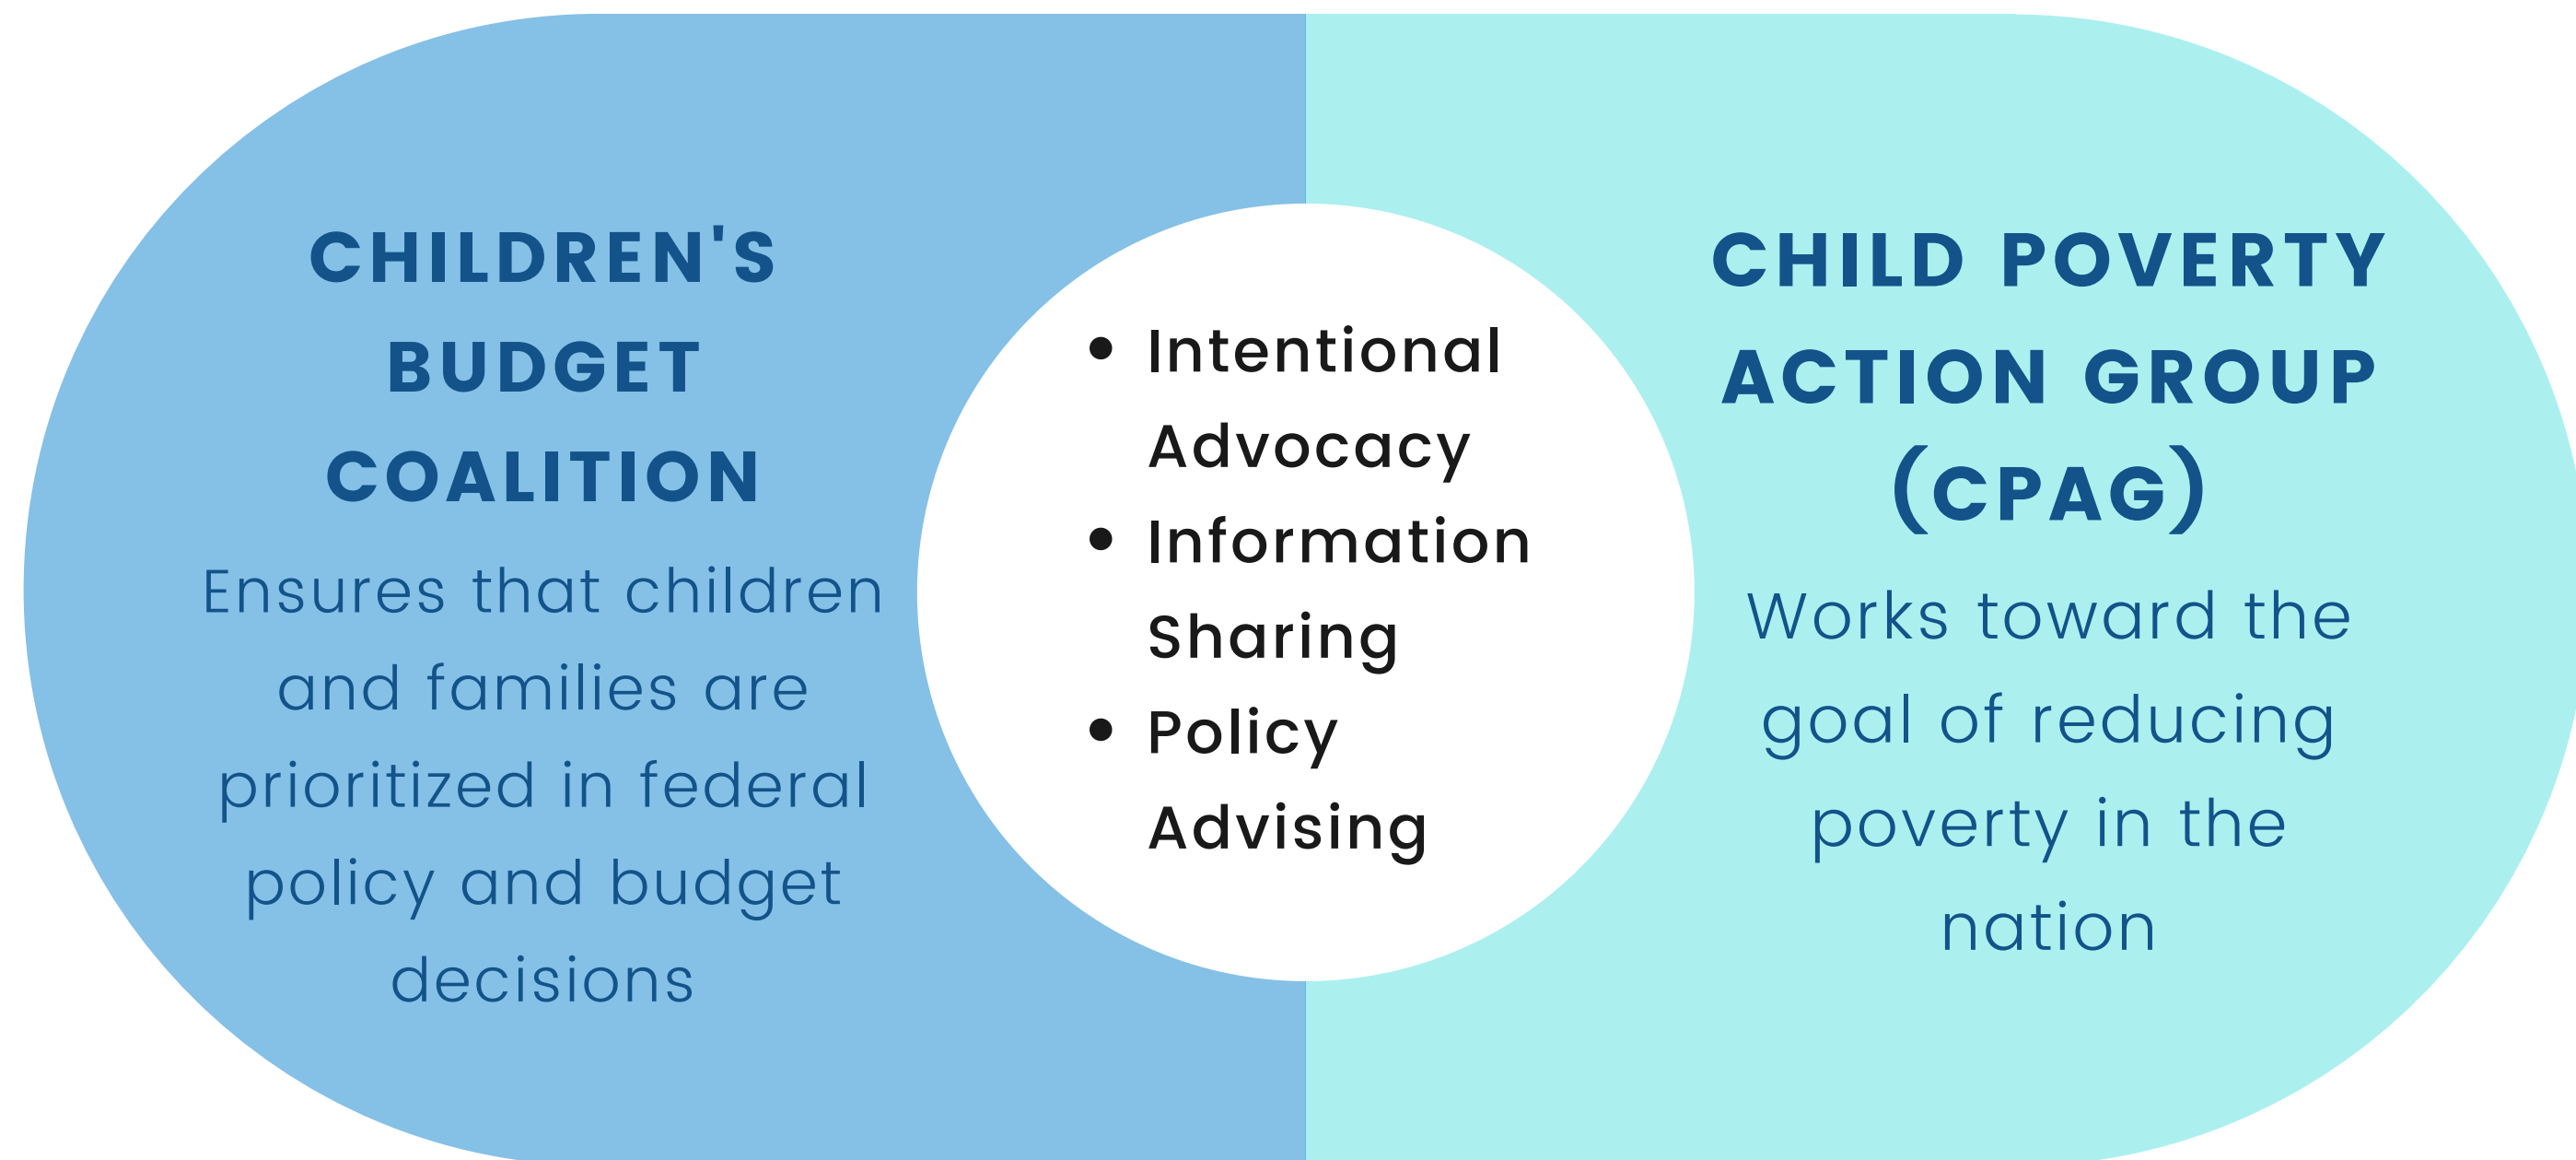 CHILDREN'S
BUDGET
COALITION
Ensures that children
and families are
prioritized in federal
policy and budget
decisions
• Intentional
Advocacy
• Information
Sharing
• Policy
Advising
CHILD POVERTY
ACTION GROUP
(CPAG)
Works toward the
goal of reducing
poverty in the
nation